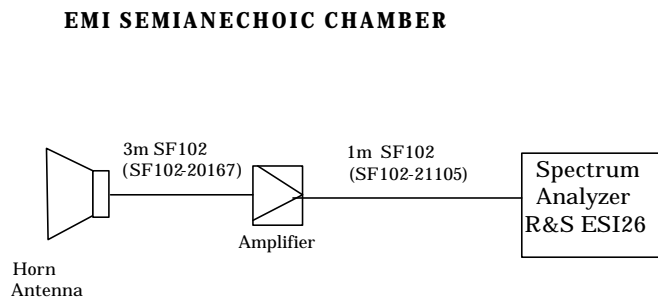 EMI SEMIANECHOIC CHAMBER
3m SF102
(SF102-20167)
1m SF102
(SF102-21105)
Spectrum
Analyzer
R&S ESI26
Amplifier
Horn
Antenna